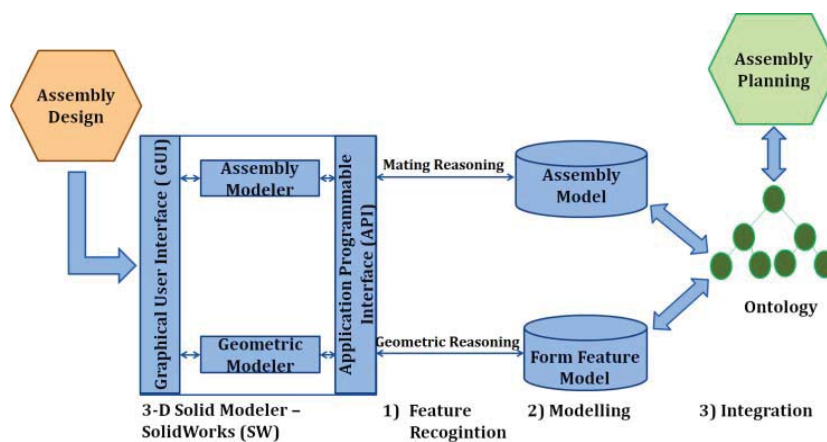 Assembly
Design
Assembly
Planning
Graphical User Interface ( GUI)
Assembly
Modeler
Geometric
Modeler
Application Programmable
Interface (API)
Mating Reasoning
Geometric Reasoning
Assembly
Model
Form Feature
Model
Ontology
3-D Solid Modeler –
SolidWorks (SW)
1) Feature
Recogintion
2) Modelling
3) Integration